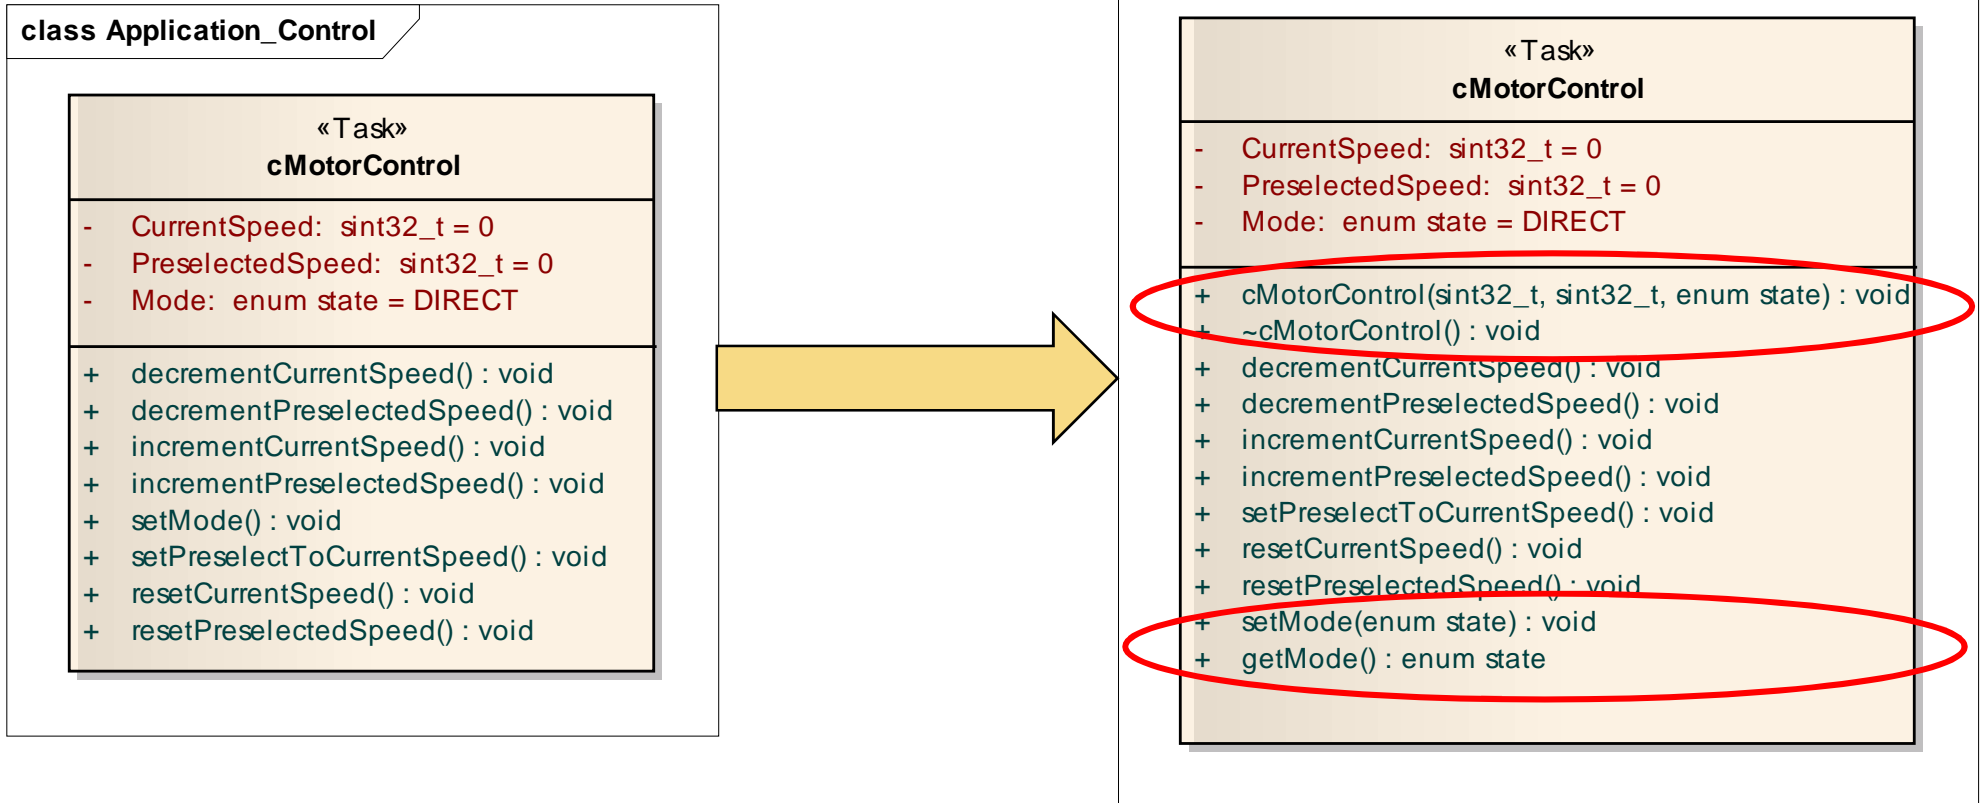 class Application_Control
«Task»
cMotorControl
- CurrentSpeed: sint32_t = 0
- PreselectedSpeed: sint32_t = 0
- Mode: enum state = DIRECT
+ decrementCurrentSpeed() : void
+ decrementPreselectedSpeed() : void
+ incrementCurrentSpeed() : void
+ incrementPreselectedSpeed() : void
+ setMode() : void
+ setPreselectToCurrentSpeed() : void
+ resetCurrentSpeed() : void
+ resetPreselectedSpeed() : void
«Task»
cMotorControl
- CurrentSpeed: sint32_t = 0
- PreselectedSpeed: sint32_t = 0
- Mode: enum state = DIRECT
+ cMotorControl(sint32_t, sint32_t, enum state) : void
+ ~cMotorControl() : void
+ decrementCurrentSpeed() : void
+ decrementPreselectedSpeed() : void
+ incrementCurrentSpeed() : void
+ incrementPreselectedSpeed() : void
+ setPreselectToCurrentSpeed() : void
+ resetCurrentSpeed() : void
+ resetPreselectedSpeed() : void
+ setMode(enum state) : void
+ getMode() : enum state